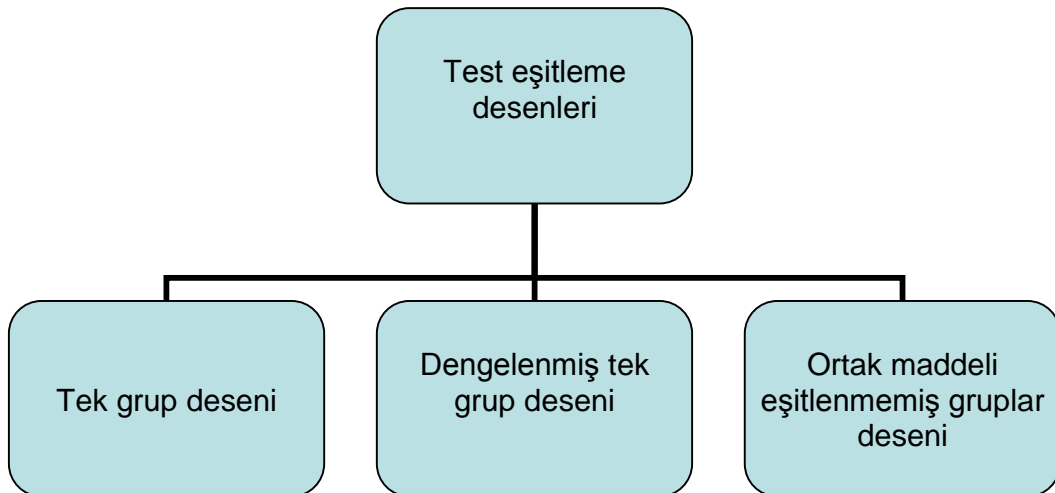 Test eşitleme
desenleri
Tek grup deseni
Dengelenmiş tek
grup deseni
Ortak maddeli
eşitlenmemiş gruplar
deseni